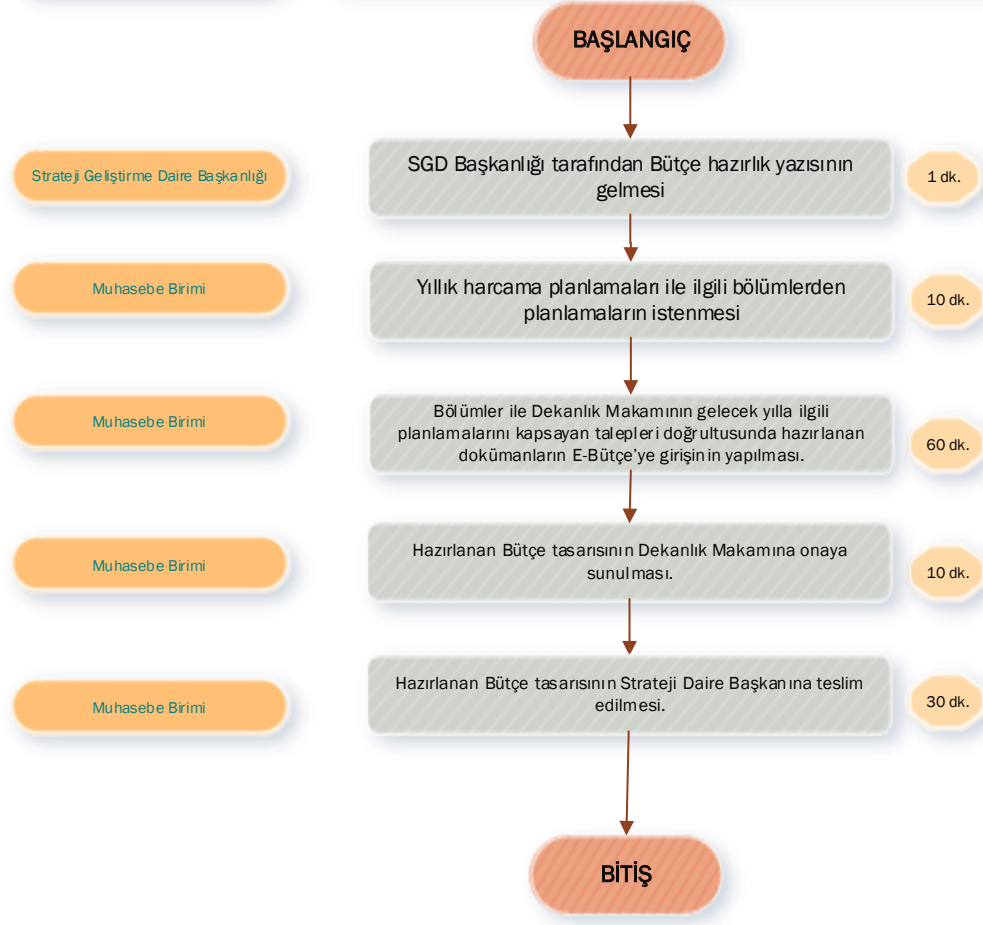 BAŞLANGIÇ
Strateji Geliştirme Daire Başkanlığı
SGD Başkanlığı tarafından Bütçe hazırlık yazısının
gelmesi
1 dk.
Muhasebe Birimi
Yıllık harcama planlamaları ile ilgili bölümlerden
planlamaların istenmesi
10 dk.
Muhasebe Birimi
Bölümler ile Dekanlık Makamının gelecek yılla ilgili
planlamalarını kapsayan talepleri doğrultusunda hazırlanan
dokümanların E-Bütçe’ye girişinin yapılması.
60 dk.
Muhasebe Birimi
Hazırlanan Bütçe tasarısının Dekanlık Makamına onaya
sunulması.
10 dk.
Muhasebe Birimi
Hazırlanan Bütçe tasarısının Strateji Daire Başkanına teslim
edilmesi.
30 dk.
BİTİŞ